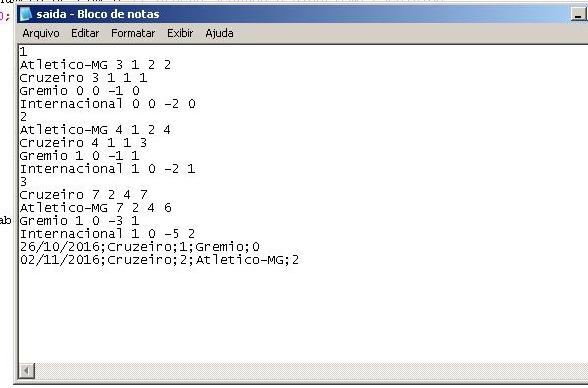 saida - Bloco de notas
Arquivo Editar Formatar Exibir Ajuda
1
Atletico-MG 3 1 2 2
Cruzeiro 3 1 1 1
Gremio 0 0 -1 0
Internacional 0 0 -2 0
2
Atletico-MG 4 1 2 4
Cruzeiro 4 1 1 3
Gremio 1 0 -1 1
Internacional 1 0 -2 1
3
Cruzeiro 7 2 4 7
Atletico-MG 7 2 4 6
ab
Gremio 1 0 -3 1
Internacional 1 0 -5 2
26/10/2016;Cruzeiro;1;Gremio;0
02/11/2016;Cruzeiro;2;Atletico-MG;2